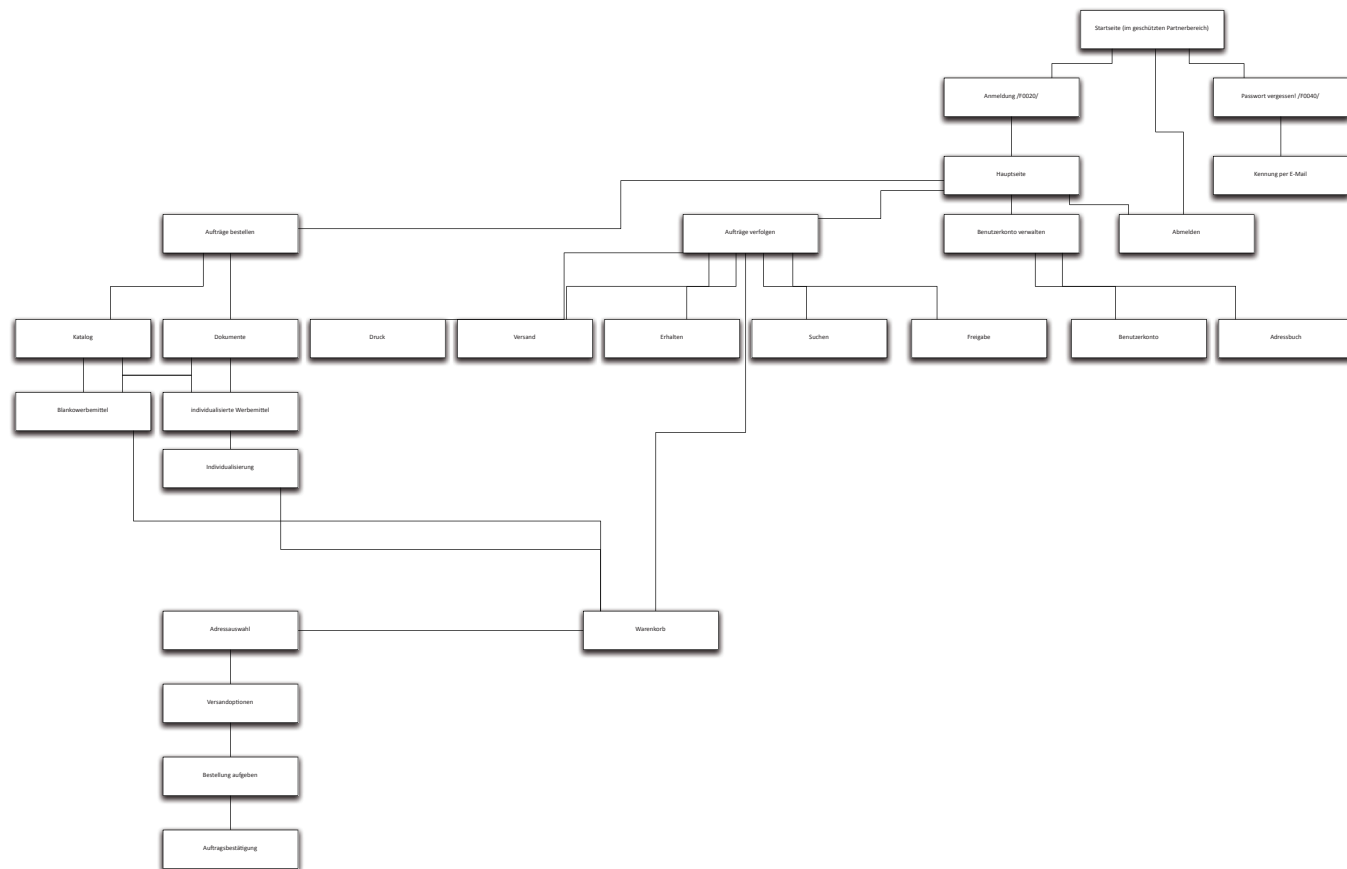 Startseite (im geschützten Partnerbereich)
Anmeldung /F0020/
Passwort vergessen! /F0040/
Hauptseite
Kennung per E-Mail
Aufträge bestellen
Aufträge verfolgen
Benutzerkonto verwalten
Abmelden
Katalog
Dokumente
Druck
Versand
Erhalten
Suchen
Freigabe
Benutzerkonto
Adressbuch
Blankowerbemittel
individualisierte Werbemittel
Individualisierung
Adressauswahl
Warenkorb
Versandoptionen
Bestellung aufgeben
Auftragsbestätigung